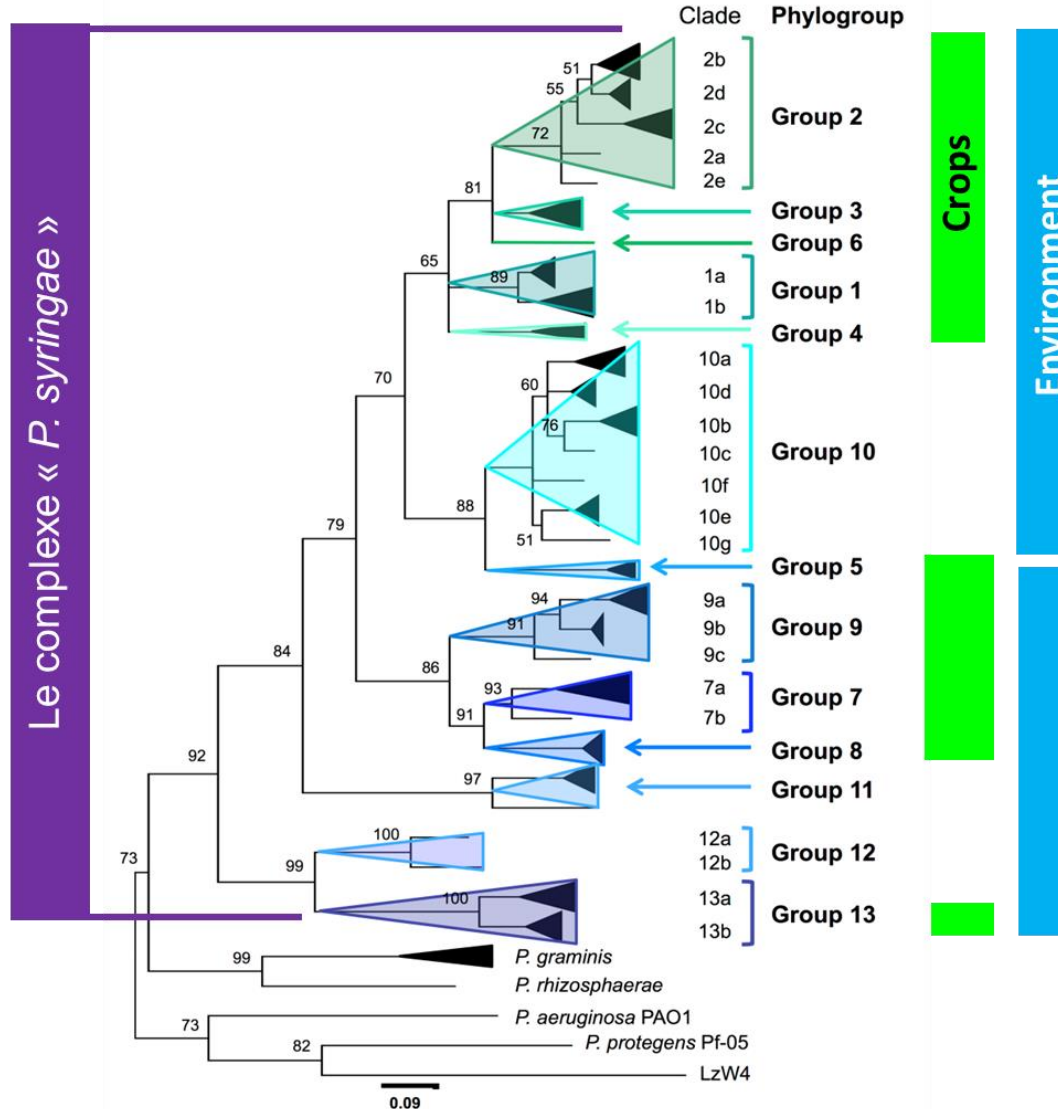 Le complexe « P. syringae »
Clade Phylogroup
Crops
Environment
2b
2d
2c
2a
2e
Group 2
Group 3
Group 6
1a
1b
Group 1
Group 4
10a
10d
10b
10c
10f
10e
10g
Group 10
Group 5
9a
9b
9c
Group 9
7a
7b
Group 7
Group 8
Group 11
12a
12b
Group 12
13a
13b
Group 13
P. graminis
P. rhizosphaerae
P. aeruginosa PAO1
P. protegens Pf-05
LzW4
51
55
72
81
65
89
70
60
76
88
51
79
94
91
86
93
91
84
97
92
100
99
100
73
99
73
82
0.09